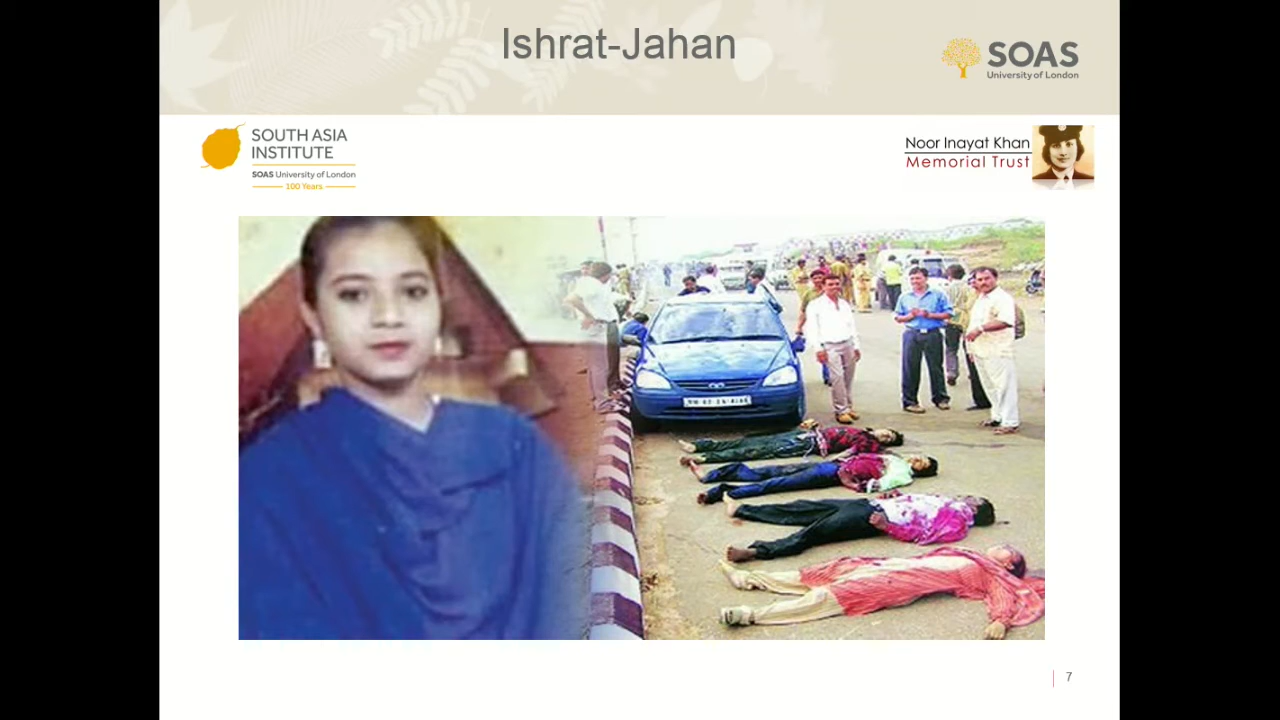 Ishrat-Jahan
SOAS
University of London
SOUTH ASIA
INSTITUTE
SOAS University of London
100 Years
Noor Inayat Khan
Memorial Trust
7